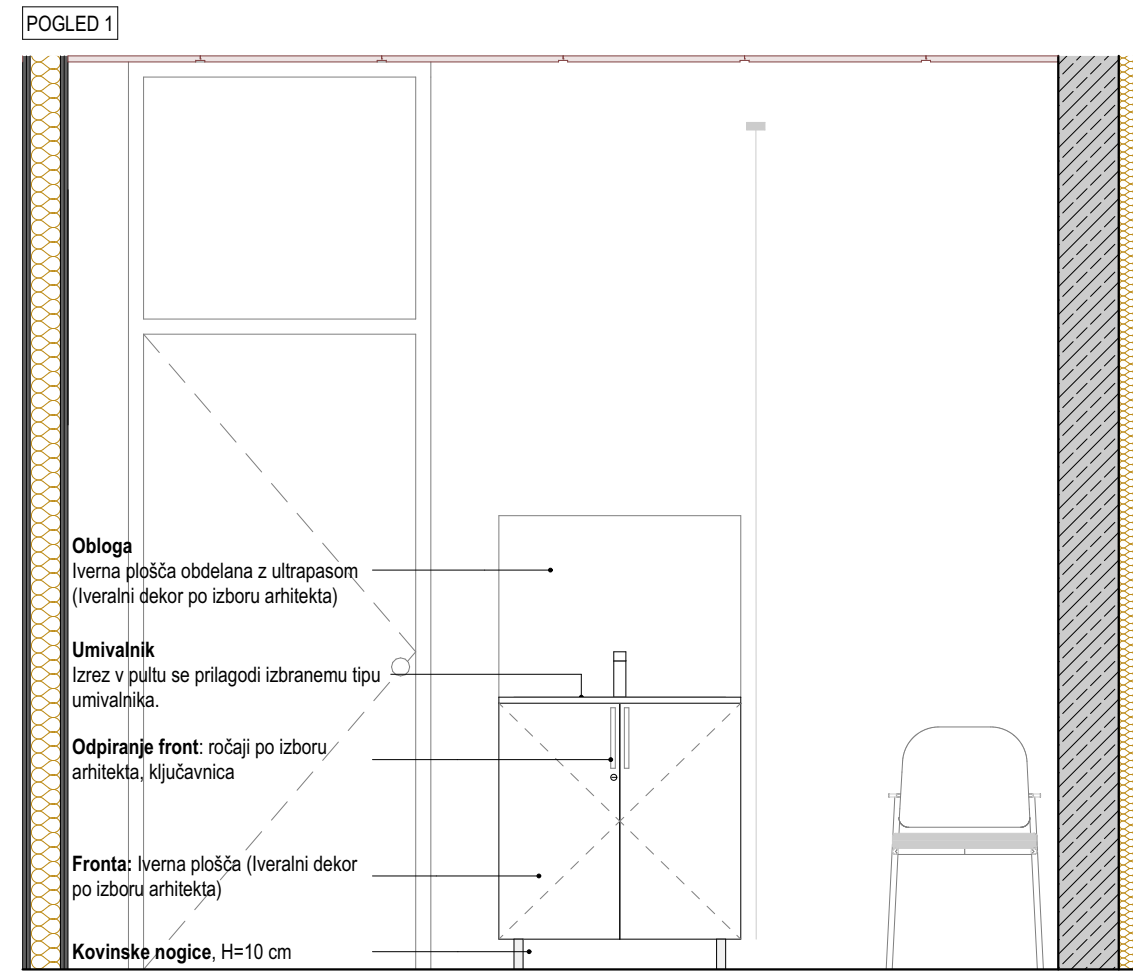 POGLED 1
Obloga
Iverna plošča obdelana z ultrapasom
(Iveralni dekor po izboru arhitekta)
Umivalnik
Izrez v pultu se prilagodi izbranemu tipu
umivalnika.
Odpiranje front: ročaji po izboru
arhitekta, ključavnica
Fronta: Iverna plošča (Iveralni dekor
po izboru arhitekta)
Kovinske nogice, H=10 cm